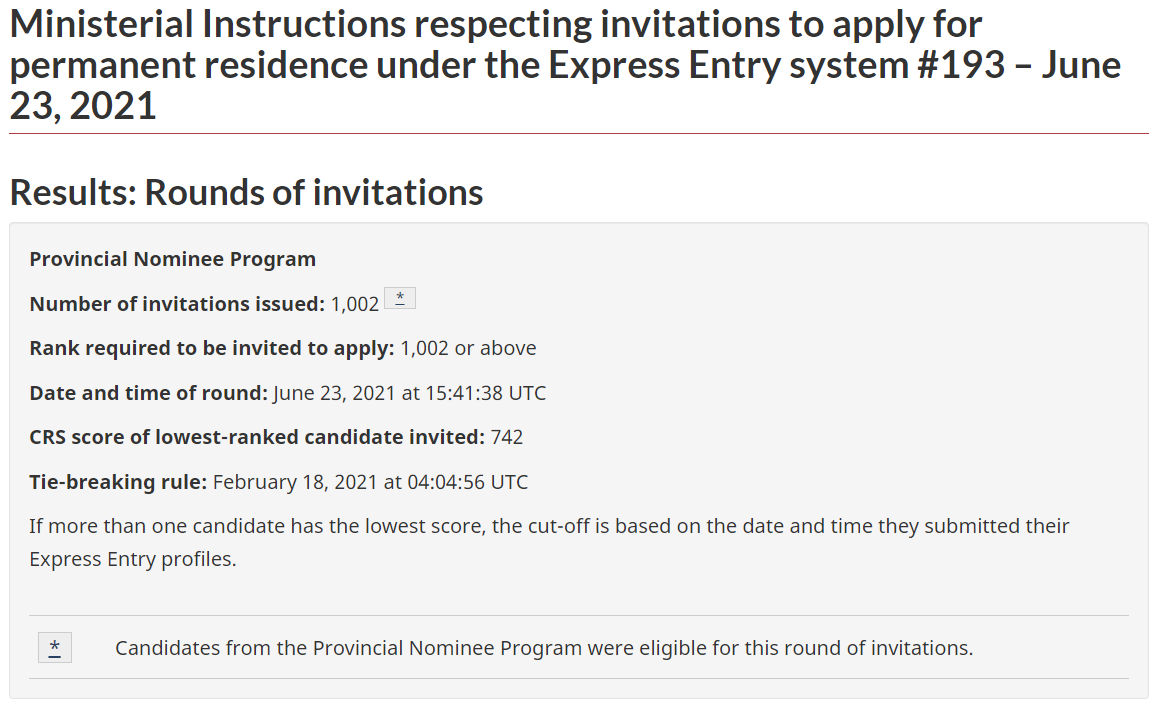 Ministerial Instructions respecting invitations to apply for
permanent residence under the Express Entry system #193 – June
23, 2021
Results: Rounds of invitations
Provincial Nominee Program
Number of invitations issued: 1,002 *
Rank required to be invited to apply: 1,002 or above
Date and time of round: June 23, 2021 at 15:41:38 UTC
CRS score of lowest-ranked candidate invited: 742
Tie-breaking rule: February 18, 2021 at 04:04:56 UTC
If more than one candidate has the lowest score, the cut-off is based on the date and time they submitted their
Express Entry profiles.
* Candidates from the Provincial Nominee Program were eligible for this round of invitations.